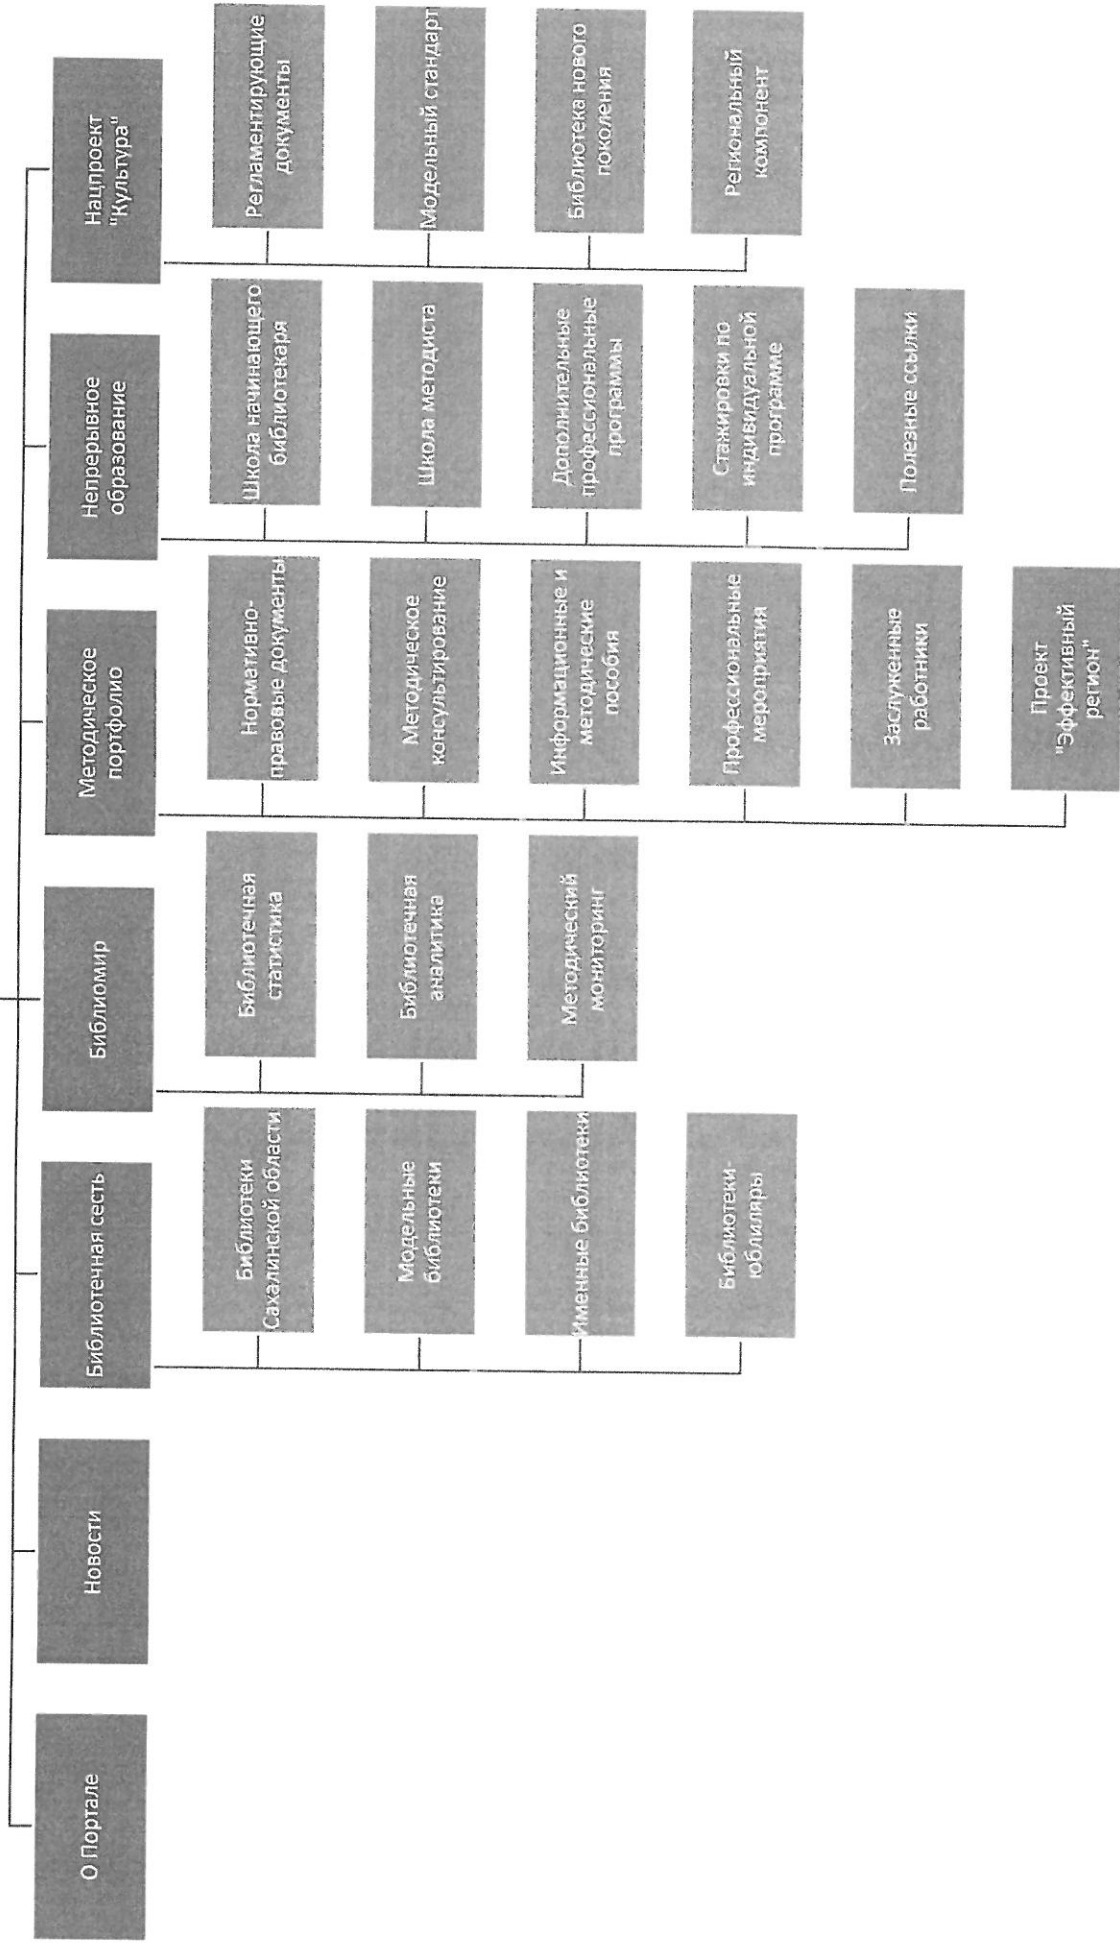 О Портале
Новости
Библиотечная сесть
Библиотеки
Сахалинской области
Модельные
библиотеки
Именные библиотеки
Библиотеки-
юбиляры
Библиомир
Библиотечная
статистика
Библиотечная
аналитика
Методический
мониторинг
Методическое
портфолио
Нормативно-
правовые документы
Методическое
консультирование
Информационные и
методические
пособия
Профессиональные
мероприятия
Заслуженные
работники
Проект
"Эффективный
регион"
Непрерывное
образование
Школа начинающего
библиотекаря
Школа методиста
Дополнительные
профессиональные
программы
Стажировки по
индивидуальной
программе
Полезные ссылки
Нацпроект
"Культура"
Регламентирующие
документы
Модельный стандарт
Библиотека нового
поколения
Региональный
компонент